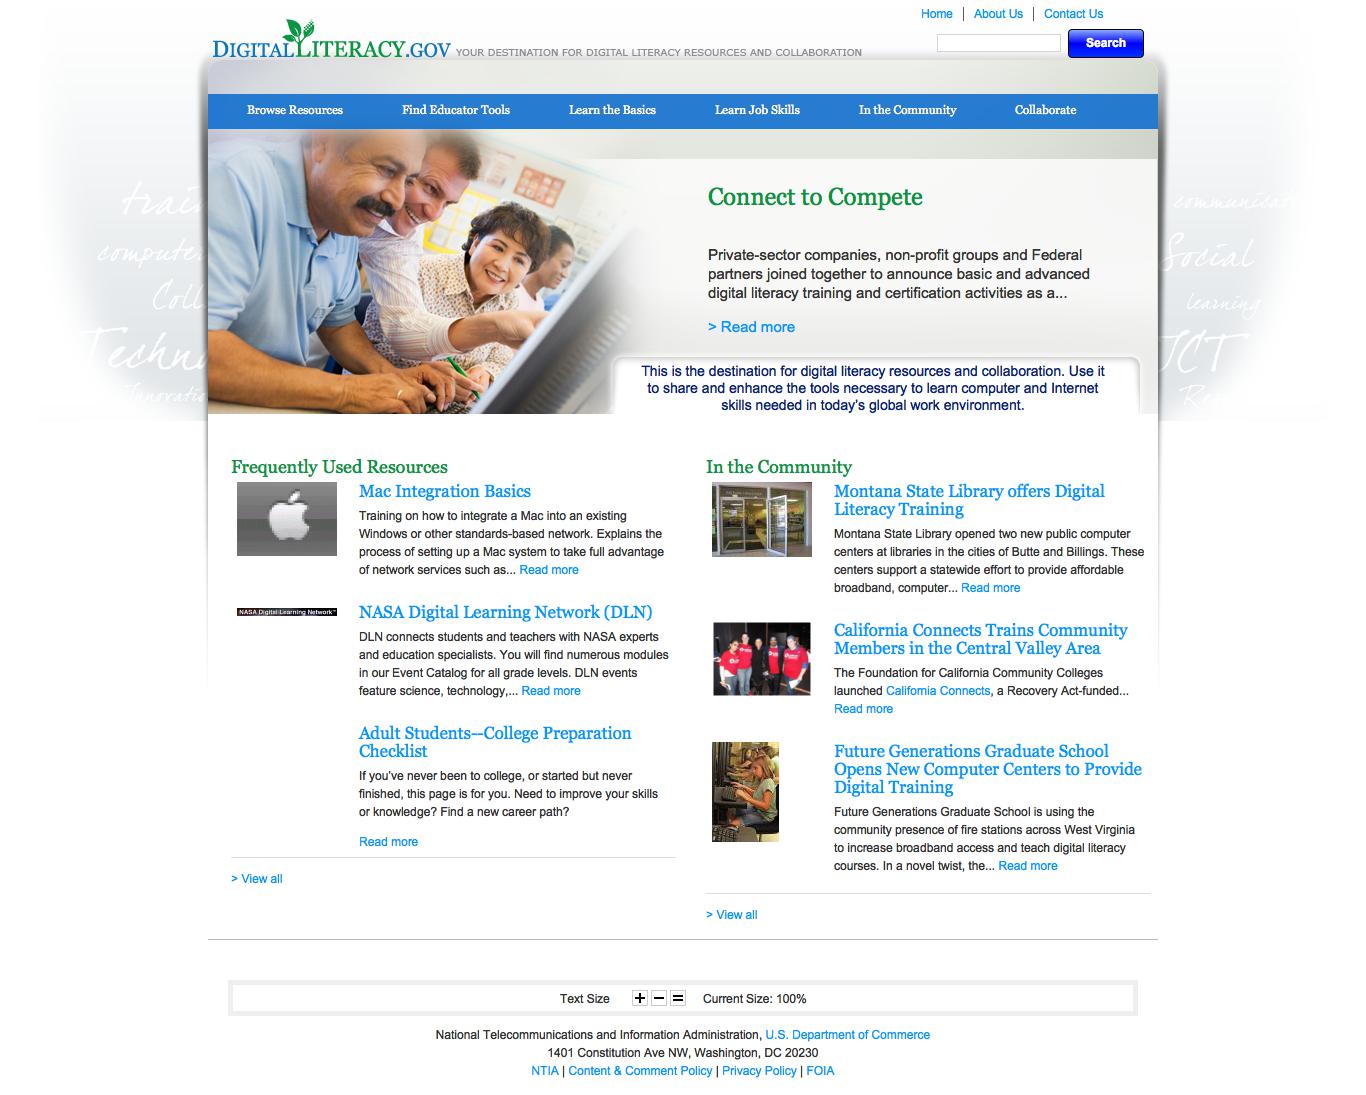 Home | About Us | Contact Us
DIGITALLITERACY.GOV YOUR DESTINATION FOR DIGITAL LITERACY RESOURCES AND COLLABORATION
Search
Browse Resources Find Educator Tools Learn the Basics Learn Job Skills In the Community Collaborate
Connect to Compete
Private-sector companies, non-profit groups and Federal
partners joined together to announce basic and advanced
digital literacy training and certification activities as a...
> Read more
This is the destination for digital literacy resources and collaboration. Use it
to share and enhance the tools necessary to learn computer and Internet
skills needed in today's global work environment.
computer
Social
learning
ICT
Frequently Used Resources
Mac Integration Basics
Training on how to integrate a Mac into an existing
Windows or other standards-based network. Explains the
process of setting up a Mac system to take full advantage
of network services such as... Read more
NASA Digital Learning Network™
NASA Digital Learning Network (DLN)
DLN connects students and teachers with NASA experts
and education specialists. You will find numerous modules
in our Event Catalog for all grade levels. DLN events
feature science, technology,... Read more
Adult Students--College Preparation
Checklist
If you've never been to college, or started but never
finished, this page is for you. Need to improve your skills
or knowledge? Find a new career path?
Read more
> View all
In the Community
Montana State Library offers Digital
Literacy Training
Montana State Library opened two new public computer
centers at libraries in the cities of Butte and Billings. These
centers support a statewide effort to provide affordable
broadband, computer... Read more
California Connects Trains Community
Members in the Central Valley Area
The Foundation for California Community Colleges
launched California Connects, a Recovery Act-funded...
Read more
Future Generations Graduate School
Opens New Computer Centers to Provide
Digital Training
Future Generations Graduate School is using the
community presence of fire stations across West Virginia
to increase broadband access and teach digital literacy
courses. In a novel twist, the... Read more
> View all
Text Size + - = Current Size: 100%
National Telecommunications and Information Administration, U.S. Department of Commerce
1401 Constitution Ave NW, Washington, DC 20230
NTIA | Content & Comment Policy | Privacy Policy | FOIA